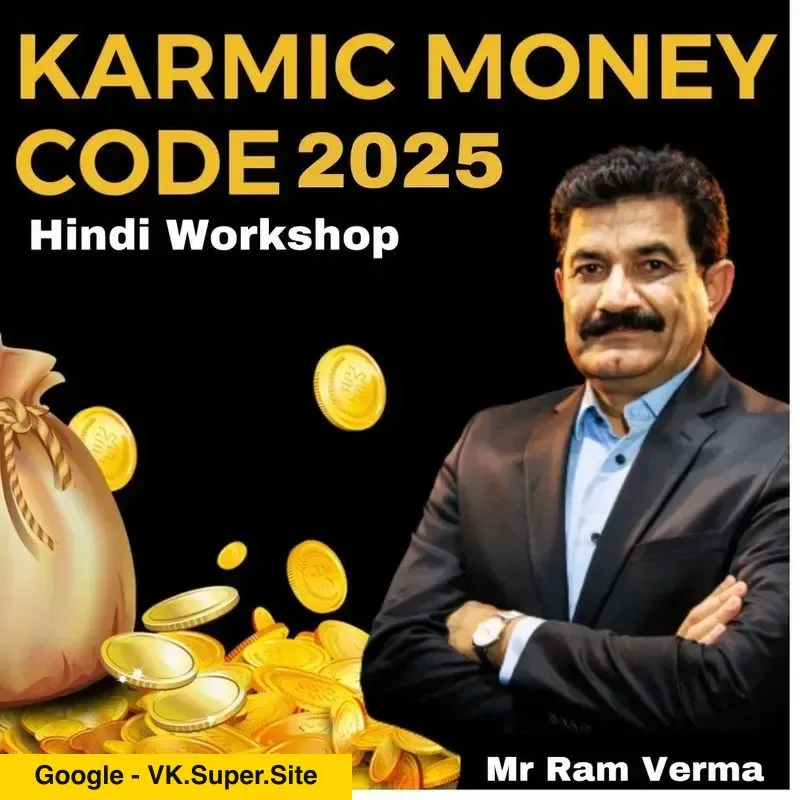 KARMIC MONEY
CODE 2025
Hindi Workshop
Mr Ram Verma
Google - VK.Super.Site